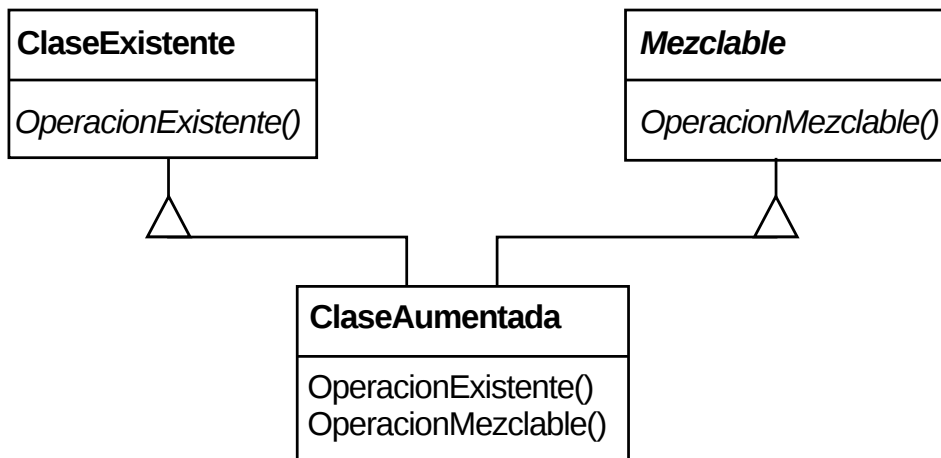 ClaseExistente
OperacionExistente()
Mezclable
OperacionMezclable()
ClaseAumentada
OperacionExistente()
OperacionMezclable()